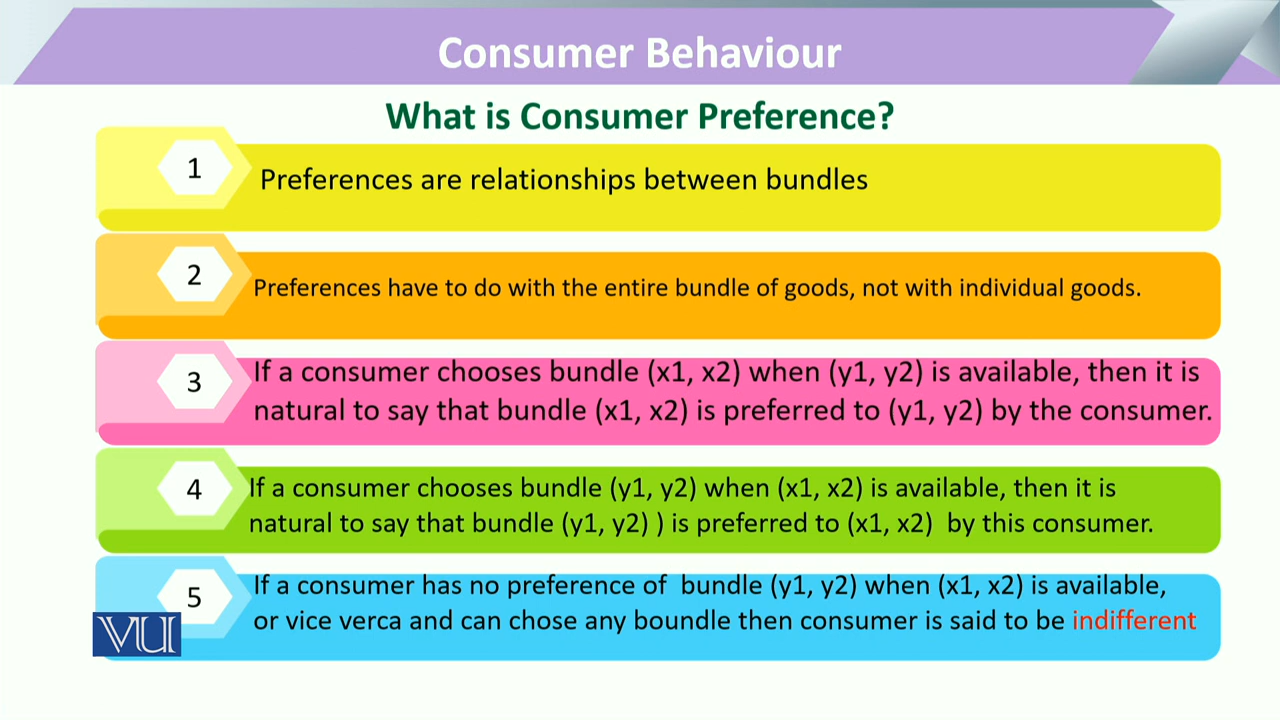 Consumer Behaviour
What is Consumer Preference?
1
Preferences are relationships between bundles
2
Preferences have to do with the entire bundle of goods, not with individual goods.
3
If a consumer chooses bundle (x1, x2) when (y1, y2) is available, then it is
natural to say that bundle (x1, x2) is preferred to (y1, y2) by the consumer.
4
If a consumer chooses bundle (y1, y2) when (x1, x2) is available, then it is
natural to say that bundle (y1, y2) ) is preferred to (x1, x2) by this consumer.
5
If a consumer has no preference of bundle (y1, y2) when (x1, x2) is available,
or vice verca and can chose any boundle then consumer is said to be indifferent
VU